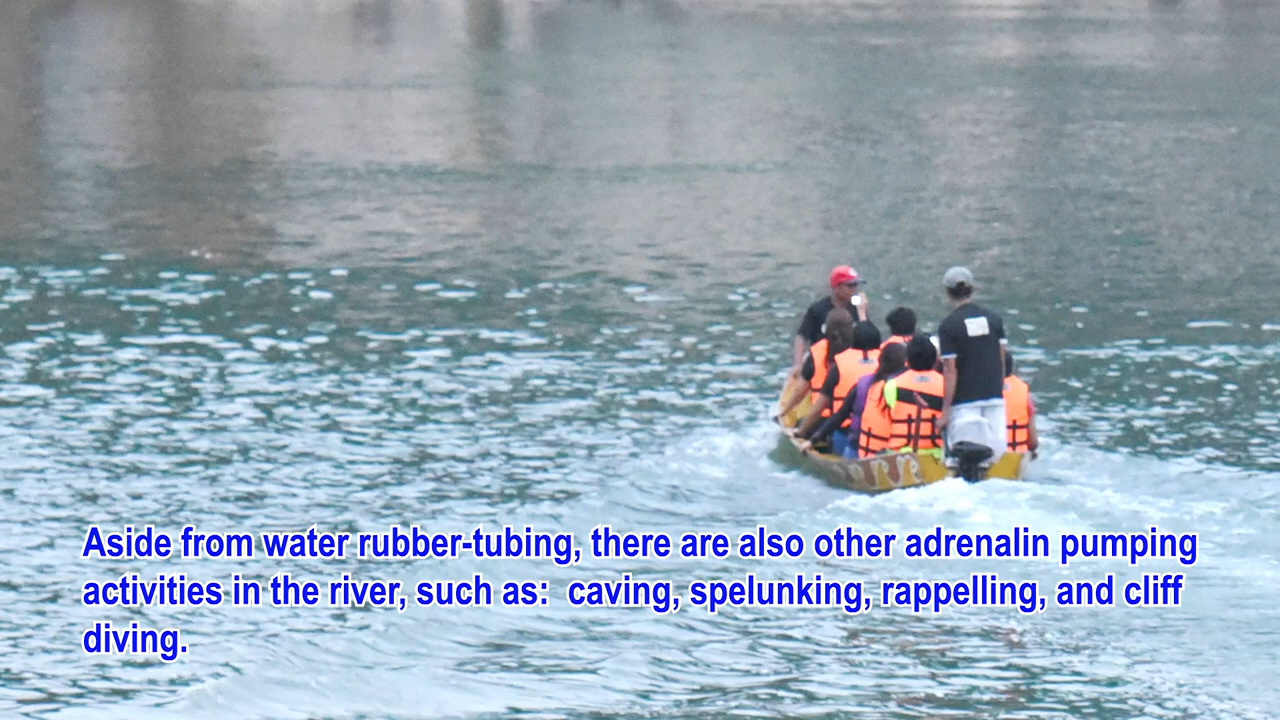 Aside from water rubber-tubing, there are also other adrenalin pumping
activities in the river, such as:  caving, spelunking, rappelling, and cliff
diving.